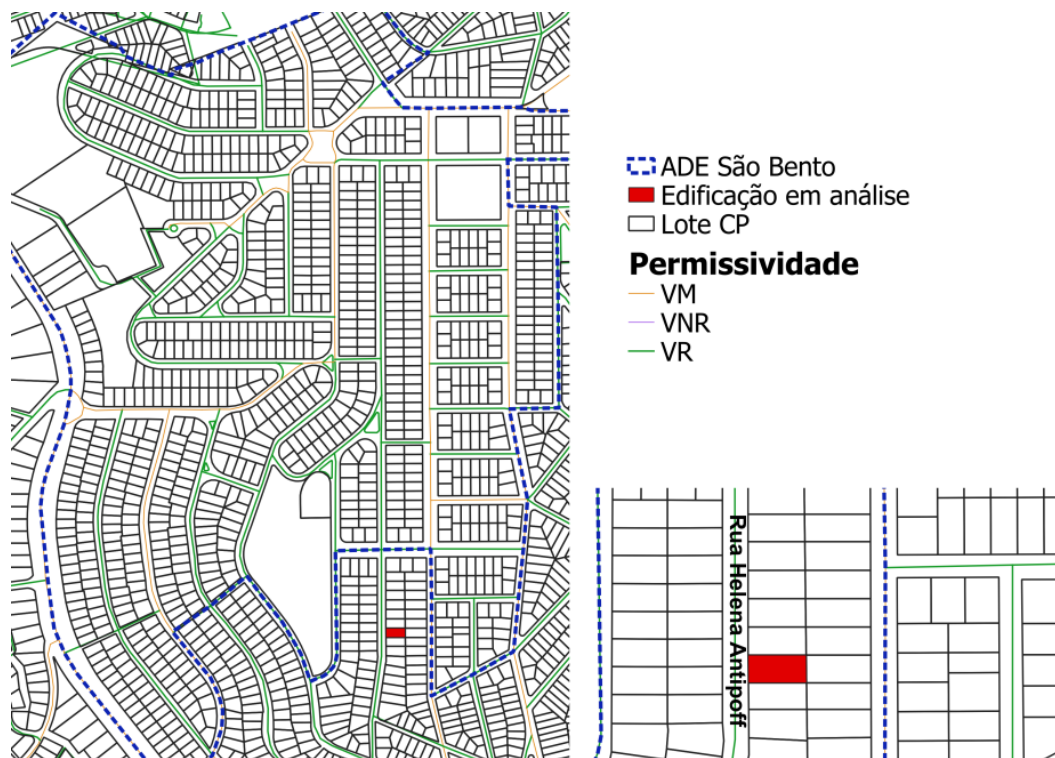 ADE São Bento
Edificação em análise
Lote CP
Permissividade
VM
VNR
VR
Rua Helena Antipoff